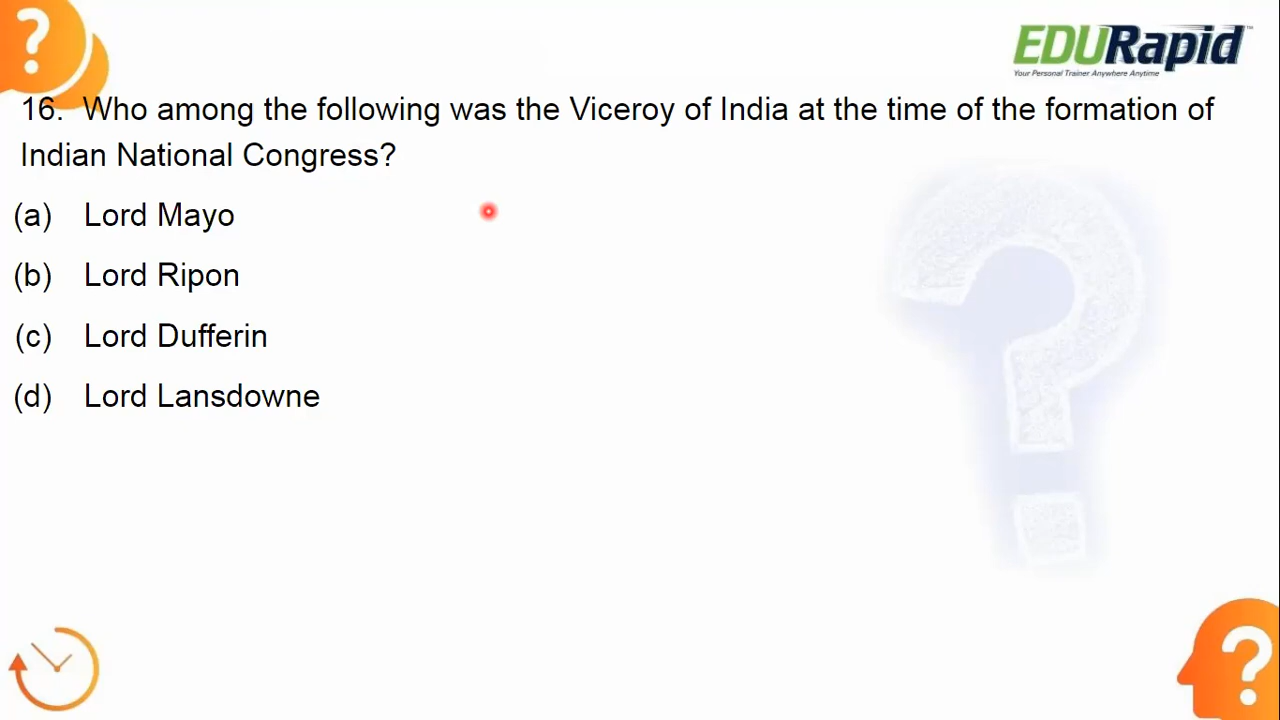 EDURapid™
Your Personal Trainer Anywhere Anytime
16. Who among the following was the Viceroy of India at the time of the formation of
Indian National Congress?
(a) Lord Mayo
(b) Lord Ripon
(c) Lord Dufferin
(d) Lord Lansdowne